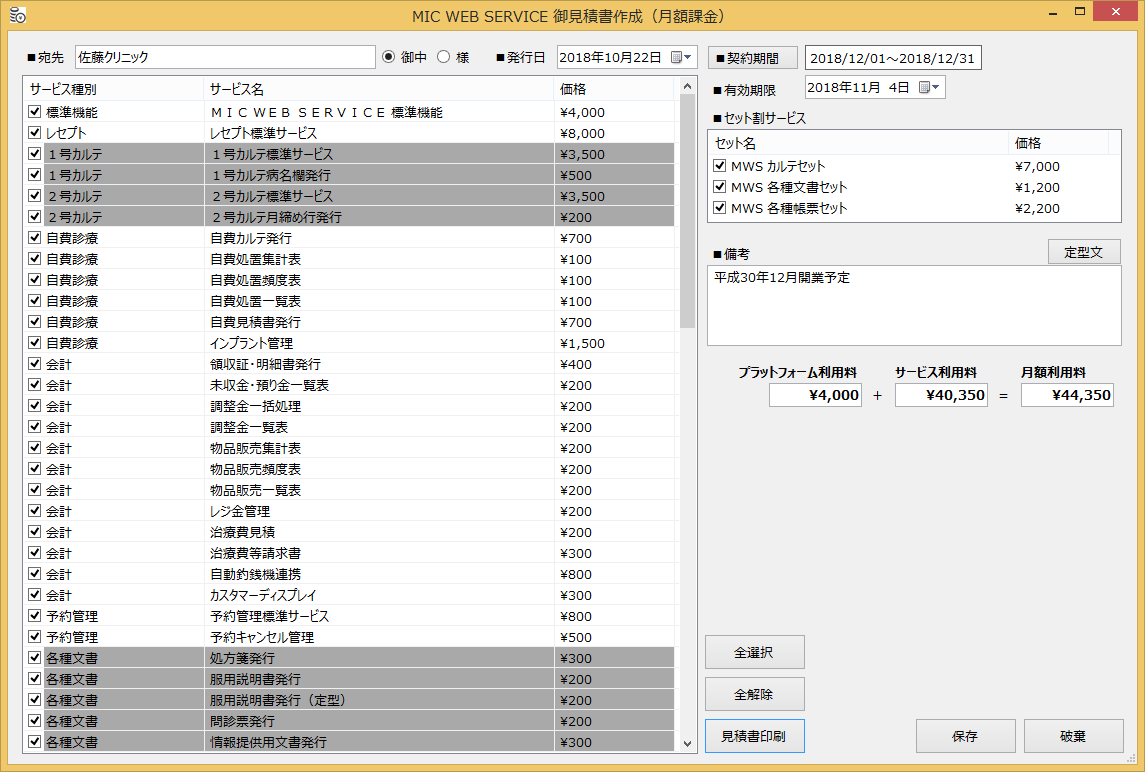 MIC WEB SERVICE 御見積書作成（月額課金）
■宛先 佐藤クリニック 御中 様 ■発行日 2018年10月22日 ■契約期間 2018/12/01～2018/12/31
■有効期限 2018年11月 4日
サービス種別 サービス名 価格
標準機能 ＭＩＣ ＷＥＢ ＳＥＲＶＩＣＥ 標準機能 ¥4,000
レセプト レセプト標準サービス ¥8,000
１号カルテ １号カルテ標準サービス ¥3,500
１号カルテ １号カルテ病名欄発行 ¥500
２号カルテ ２号カルテ標準サービス ¥3,500
２号カルテ ２号カルテ月締め行発行 ¥200
自費診療 自費カルテ発行 ¥700
自費診療 自費処置集計表 ¥100
自費診療 自費処置頻度表 ¥100
自費診療 自費処置一覧表 ¥100
自費診療 自費見積書発行 ¥700
自費診療 インプラント管理 ¥1,500
会計 領収証・明細書発行 ¥400
会計 未収金・預り金一覧表 ¥200
会計 調整金一括処理 ¥200
会計 調整金一覧表 ¥200
会計 物品販売集計表 ¥200
会計 物品販売頻度表 ¥200
会計 物品販売一覧表 ¥200
会計 レジ金管理 ¥200
会計 治療費見積 ¥200
会計 治療費等請求書 ¥300
会計 自動釣銭機連携 ¥800
会計 カスタマーディスプレイ ¥300
予約管理 予約管理標準サービス ¥800
予約管理 予約キャンセル管理 ¥500
各種文書 処方箋発行 ¥300
各種文書 服用説明書発行 ¥200
各種文書 服用説明書発行（定型） ¥200
各種文書 問診票発行 ¥200
各種文書 情報提供用文書発行 ¥300
■セット割サービス
セット名 価格
MWS カルテセット ¥7,000
MWS 各種文書セット ¥1,200
MWS 各種帳票セット ¥2,200
■備考 定型文
平成30年12月開業予定
プラットフォーム利用料 サービス利用料 月額利用料
¥4,000 + ¥40,350 = ¥44,350
全選択
全解除
見積書印刷 保存 破棄